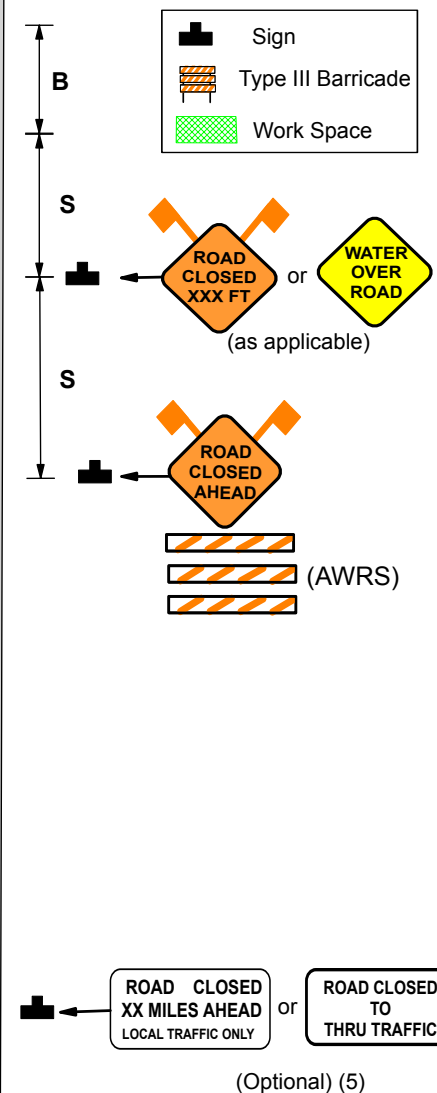 Sign
Type III Barricade
Work Space
B
S
ROAD
CLOSED
XXX FT
or
WATER
OVER
ROAD
(as applicable)
S
ROAD
CLOSED
AHEAD
(AWRS)
ROAD CLOSED
XX MILES AHEAD
LOCAL TRAFFIC ONLY
or
ROAD CLOSED
TO
THRU TRAFFIC
(Optional) (5)